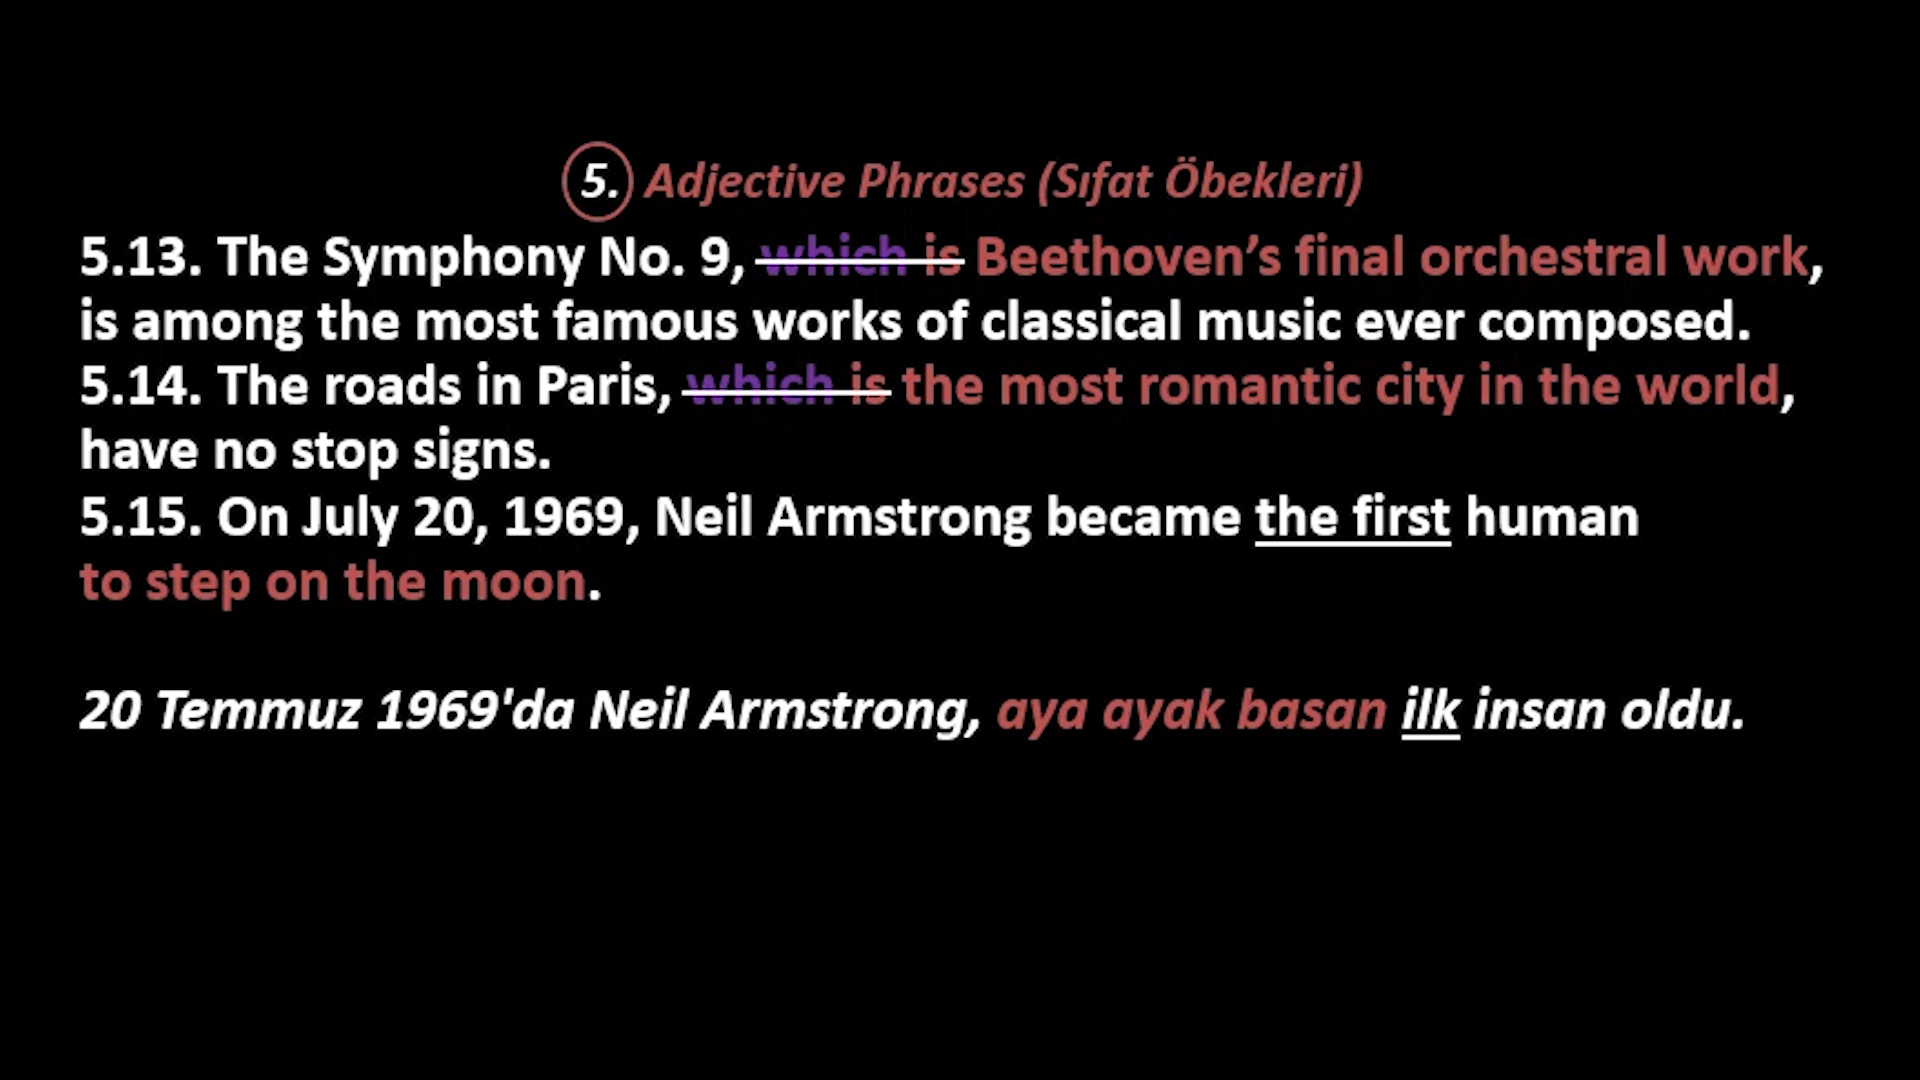 5. Adjective Phrases (Sıfat Öbekleri)
5.13. The Symphony No. 9, which is Beethoven’s final orchestral work,
is among the most famous works of classical music ever composed.
5.14. The roads in Paris, which is the most romantic city in the world,
have no stop signs.
5.15. On July 20, 1969, Neil Armstrong became the first human
to step on the moon.
20 Temmuz 1969'da Neil Armstrong, aya ayak basan ilk insan oldu.